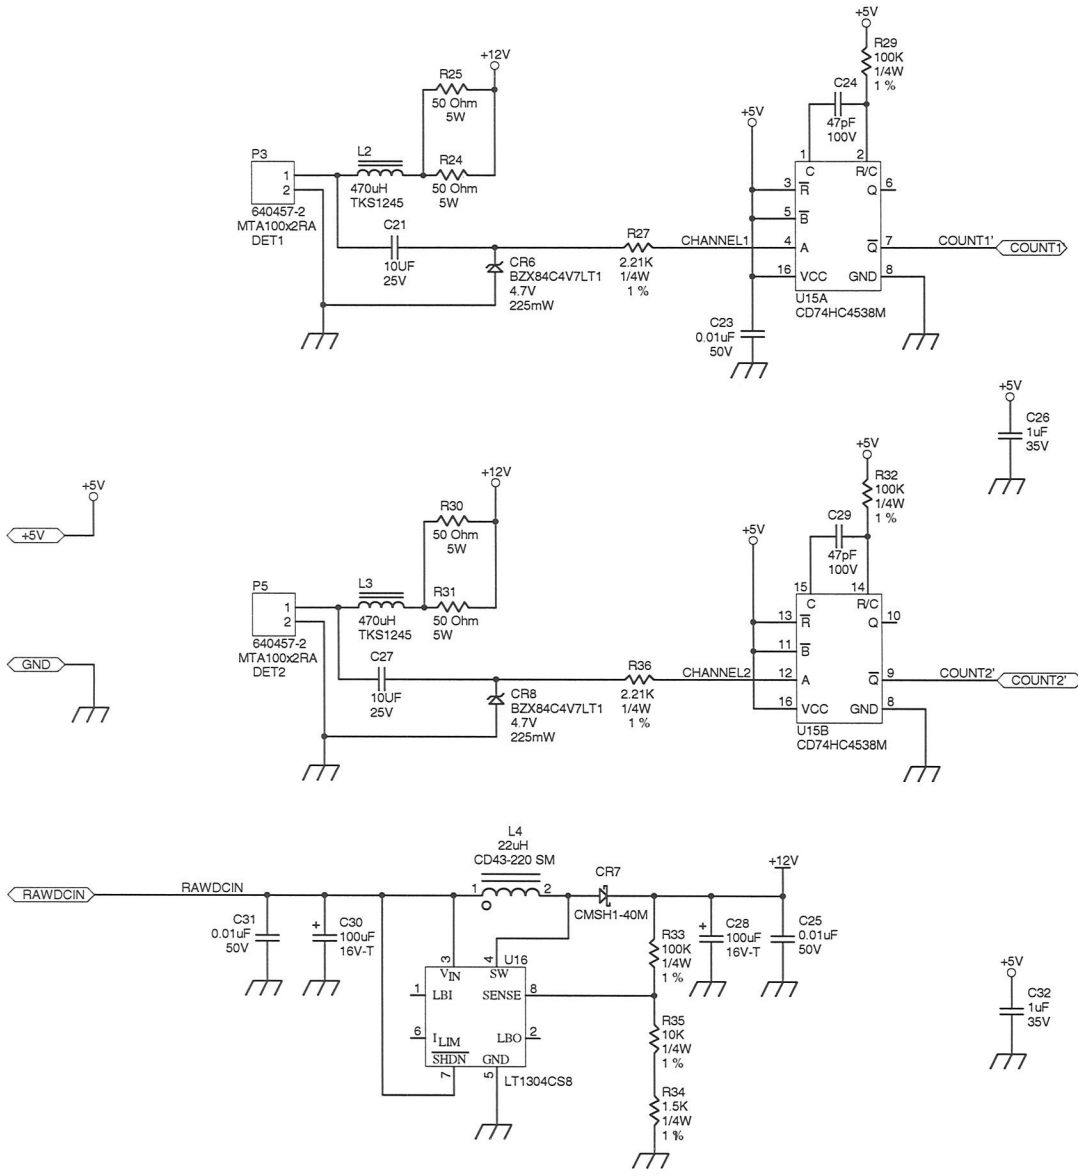 +5V
R29
100K
1/4W
1 %
C24
47pF
100V
+12V
R25
50 Ohm
5W
R24
50 Ohm
5W
L2
470uH
TKS1245
P3
1
2
640457-2
MTA100x2RA
DET1
C21
10UF
25V
CR6
BZX84C4V7LT1
4.7V
225mW
R27
2.21K
1/4W
1 %
CHANNEL1
+5V
1
2
C
R/C
3
R
Q
6
5
B
4
A
Q
7
16
VCC
GND
8
U15A
CD74HC4538M
COUNT1'
COUNT1
C23
0.01uF
50V
+5V
C26
1uF
35V
+5V
R32
100K
1/4W
1 %
C29
47pF
100V
+5V
+5V
GND
+12V
R30
50 Ohm
5W
R31
50 Ohm
5W
L3
470uH
TKS1245
P5
1
2
640457-2
MTA100x2RA
DET2
C27
10UF
25V
CR8
BZX84C4V7LT1
4.7V
225mW
R36
2.21K
1/4W
1 %
CHANNEL2
+5V
15
14
C
R/C
13
R
Q
10
11
B
12
A
Q
9
16
VCC
GND
8
U15B
CD74HC4538M
COUNT2'
COUNT2'
RAWDCIN
RAWDCIN
L4
22uH
CD43-220 SM
1
2
CR7
CMSH1-40M
+12V
C31
0.01uF
50V
+
C30
100uF
16V-T
R33
100K
1/4W
1 %
+
C28
100uF
16V-T
C25
0.01uF
50V
3
4
U16
VIN
SW
1
LBI
SENSE
8
6
ILIM
LBO
2
SHDN
GND
7
5
LT1304CS8
R35
10K
1/4W
1 %
R34
1.5K
1/4W
1 %
+5V
C32
1uF
35V